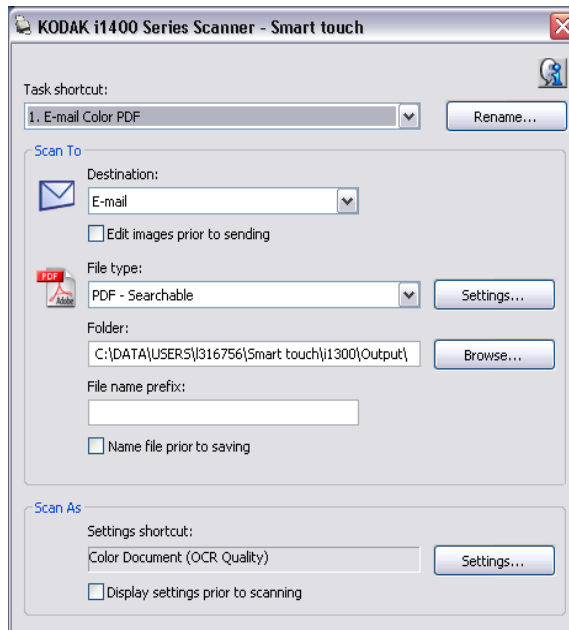 KODAK i1400 Series Scanner - Smart touch
Task shortcut:
1. E-mail Color PDF
Rename...
Scan To
Destination:
E-mail
Edit images prior to sending
PDF
Adobe
File type:
PDF - Searchable
Settings...
Folder:
C:\DATA\USERS\l316756\Smart touch\i1300\Output\
Browse...
File name prefix:
Name file prior to saving
Scan As
Settings shortcut:
Color Document (OCR Quality)
Settings...
Display settings prior to scanning